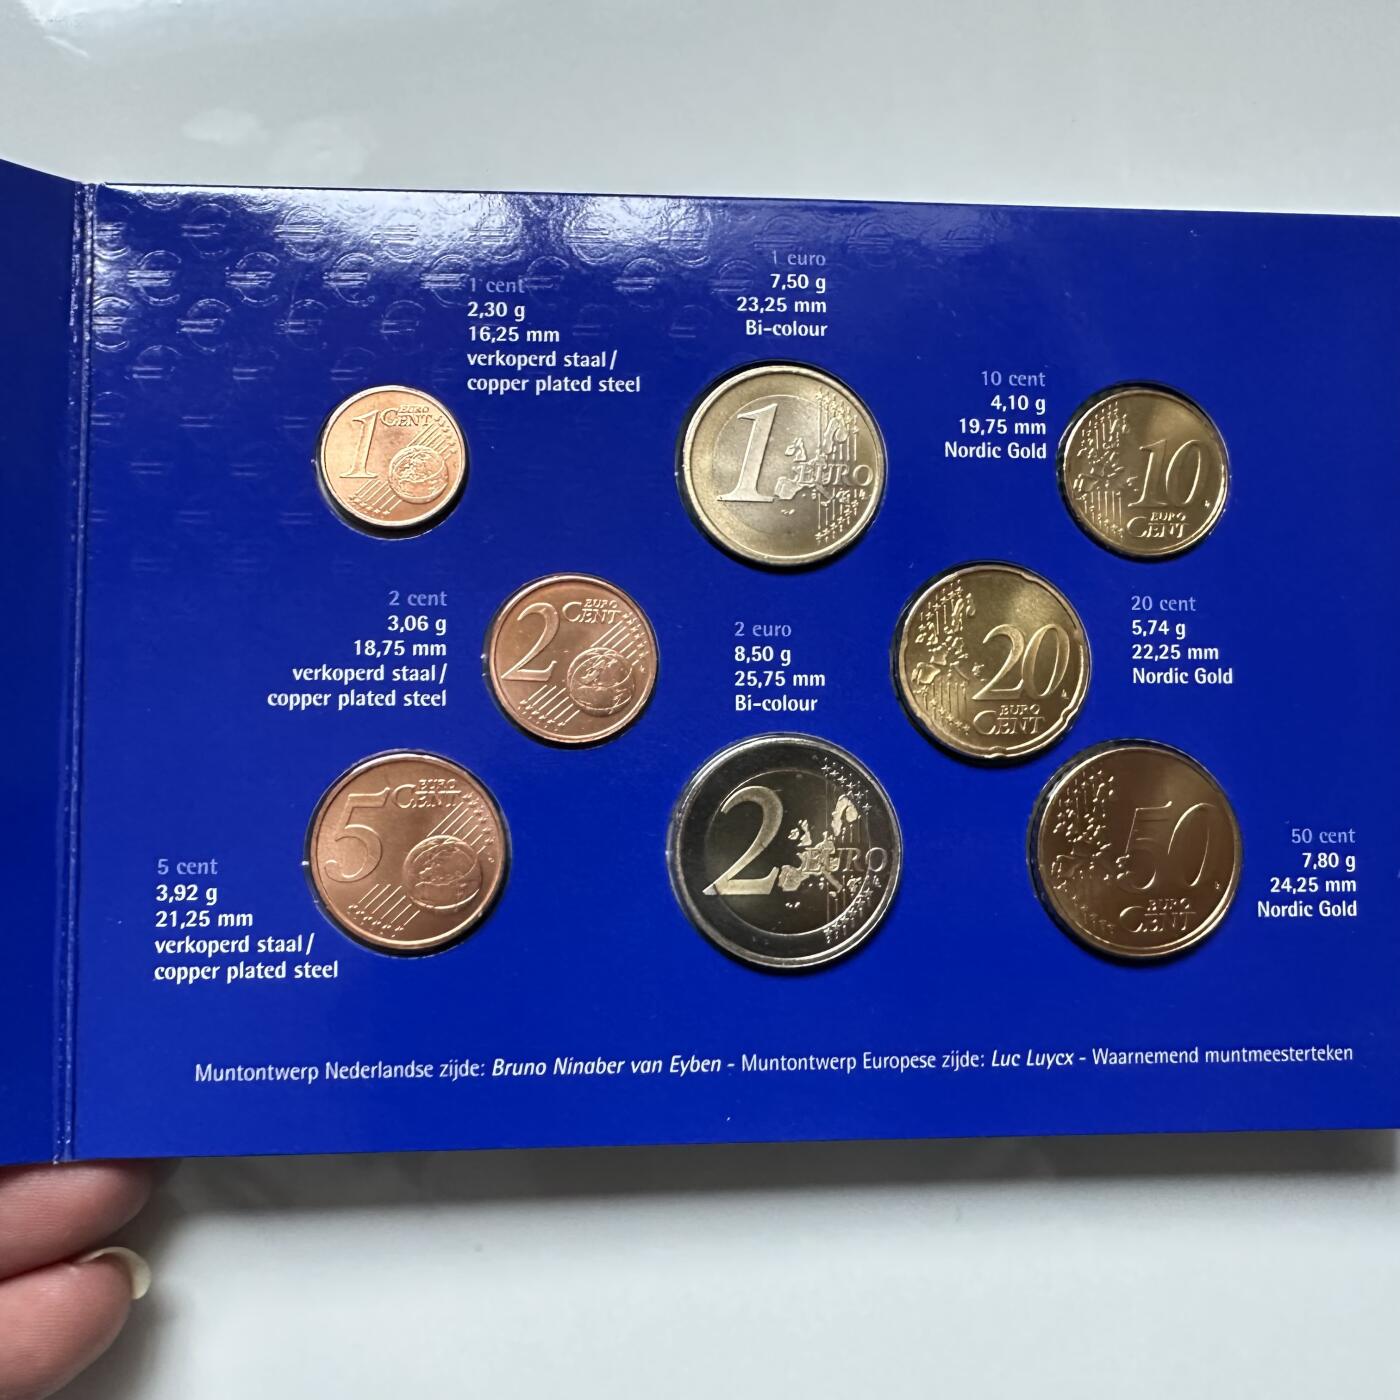 1 cent
2,30 g
16,25 mm
verkoperd staal/
copper plated steel
1 euro
7,50 g
23,25 mm
Bi-colour
10 cent
4,10 g
19,75 mm
Nordic Gold
1
EURO
CENT
1
EURO
10
EURO
CENT
2 cent
3,06 g
18,75 mm
verkoperd staal/
copper plated steel
2
EURO
CENT
2 euro
8,50 g
25,75 mm
Bi-colour
20
EURO
CENT
20 cent
5,74 g
22,25 mm
Nordic Gold
5 cent
3,92 g
21,25 mm
verkoperd staal/
copper plated steel
5
EURO
CENT
2
EURO
50
EURO
CENT
50 cent
7,80 g
24,25 mm
Nordic Gold
Muntontwerp Nederlandse zijde: Bruno Ninaber van Eyben - Muntontwerp Europese zijde: Luc Luycx - Waarnemend muntmeesterteken